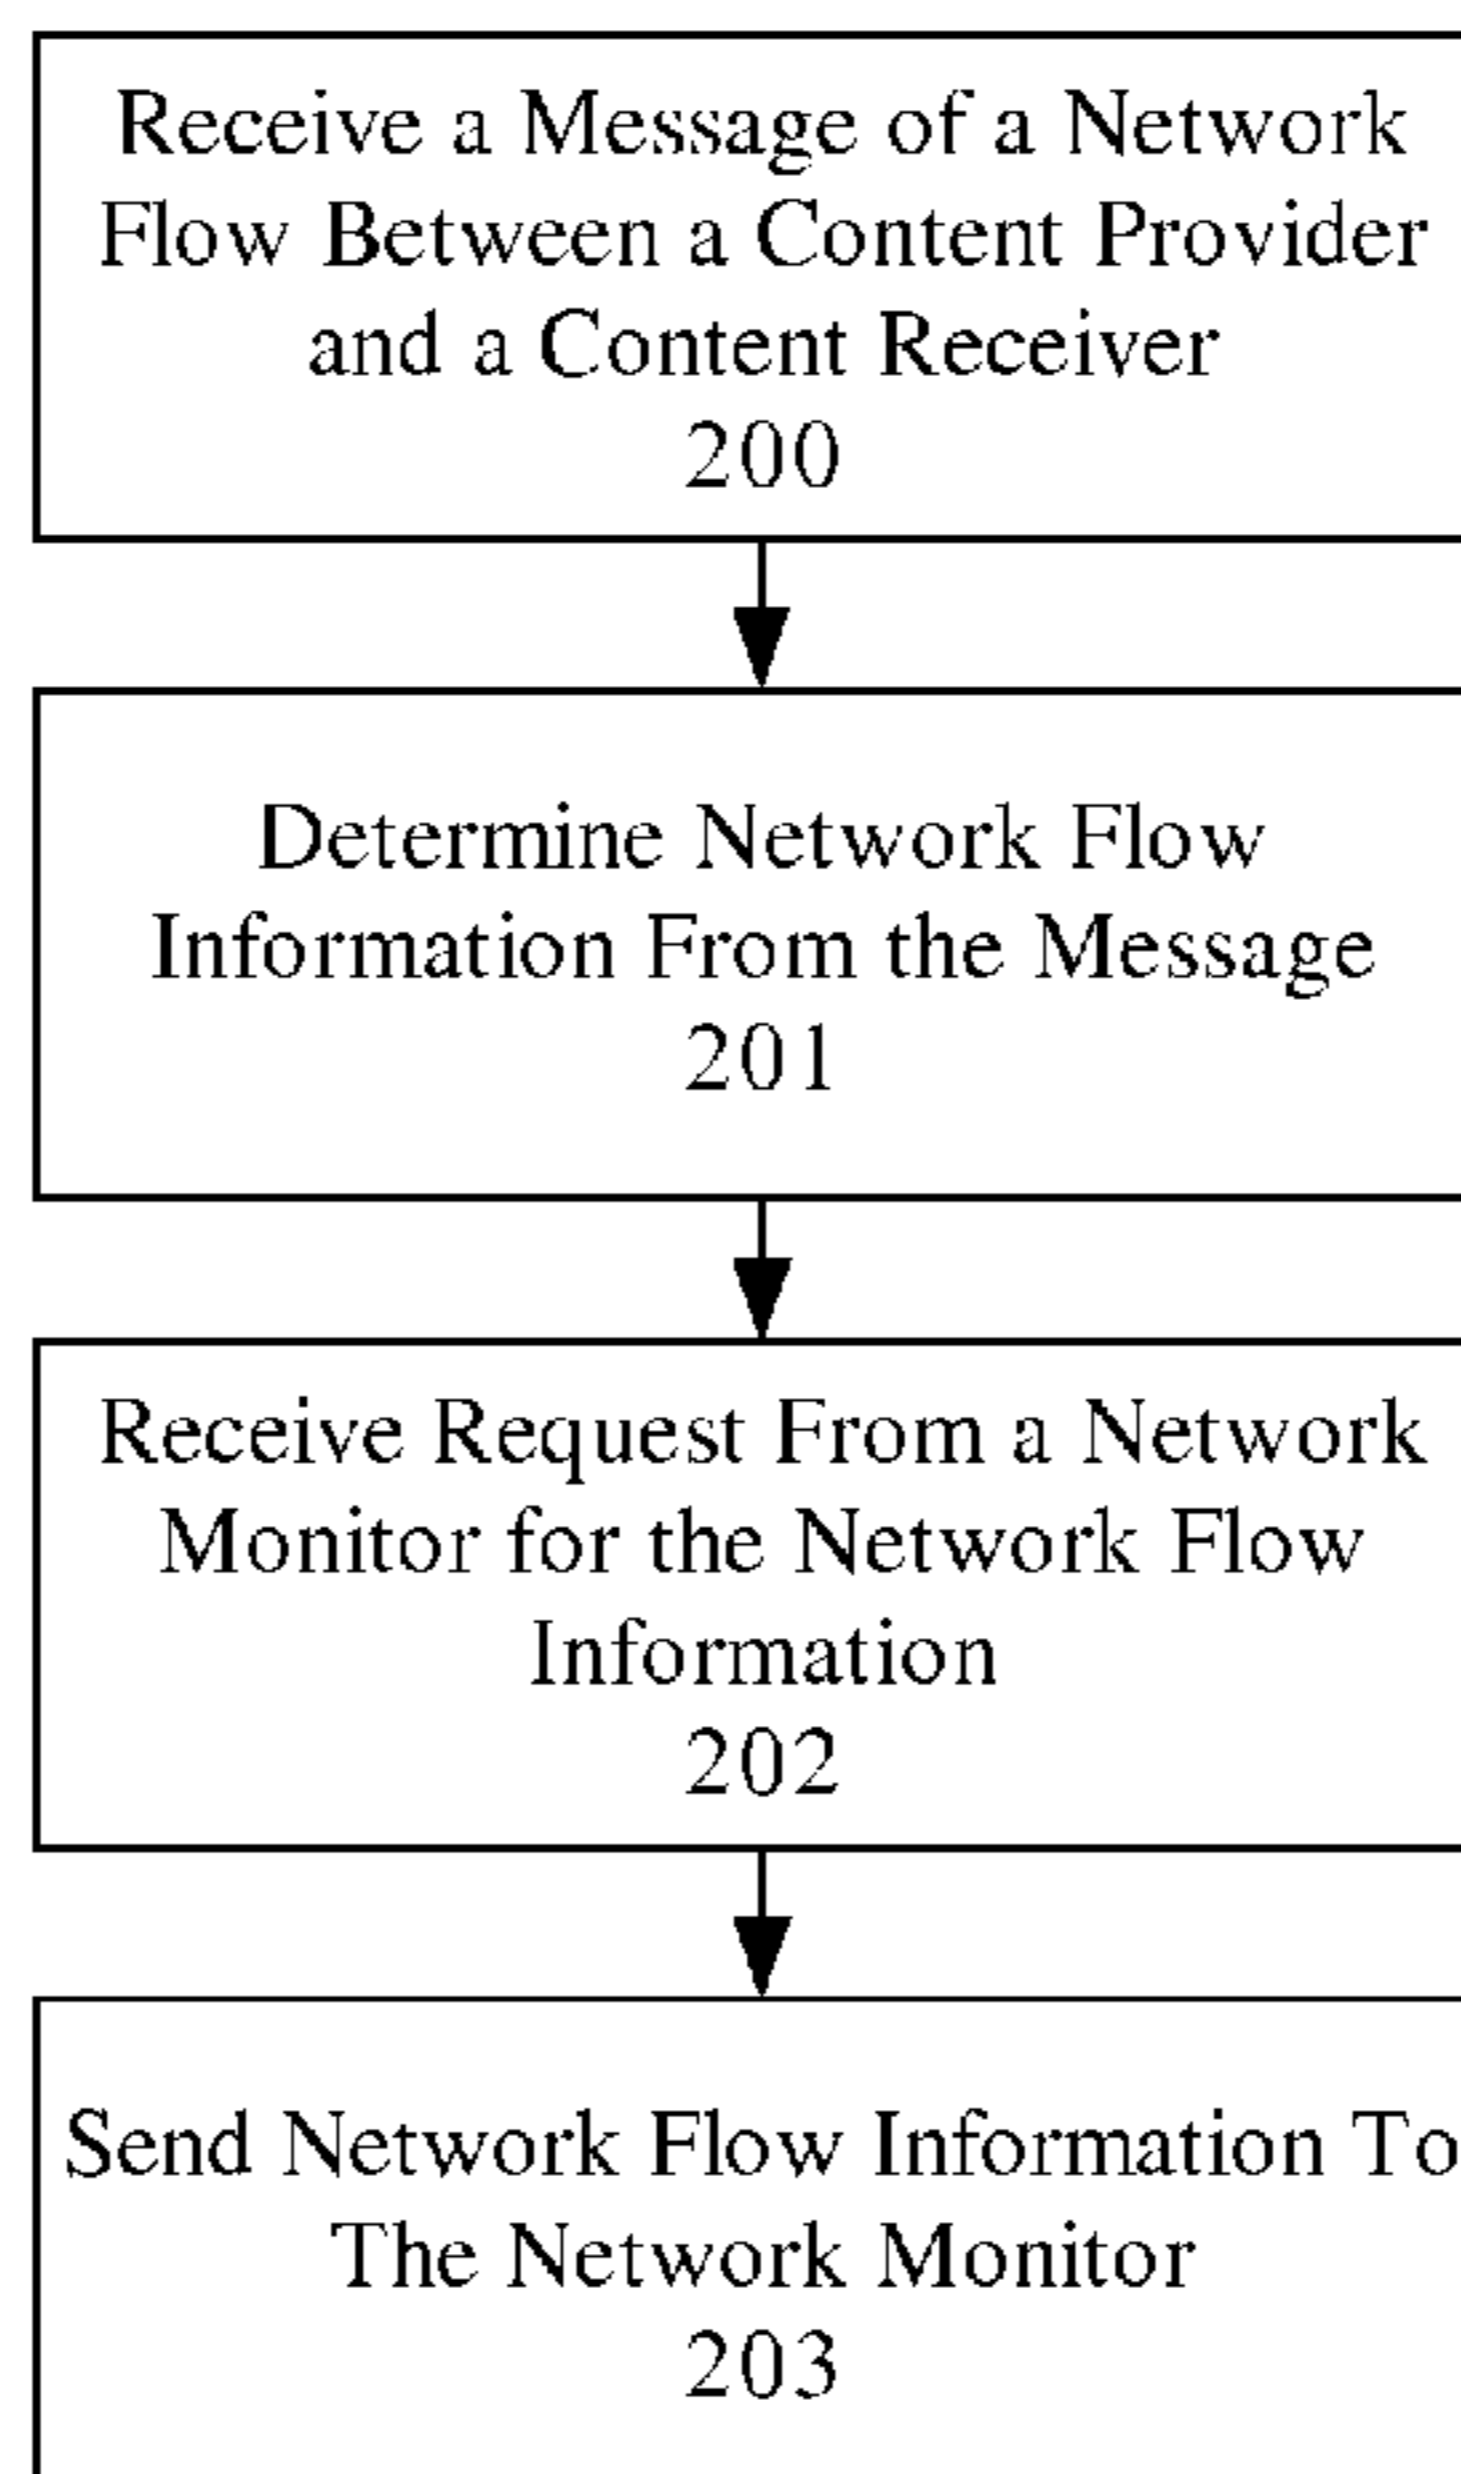 Receive a Message of a Network
Flow Between a Content Provider
and a Content Receiver
200
Determine Network Flow
Information From the Message
201
Receive Request From a Network
Monitor for the Network Flow
Information
202
Send Network Flow Information To
The Network Monitor
203